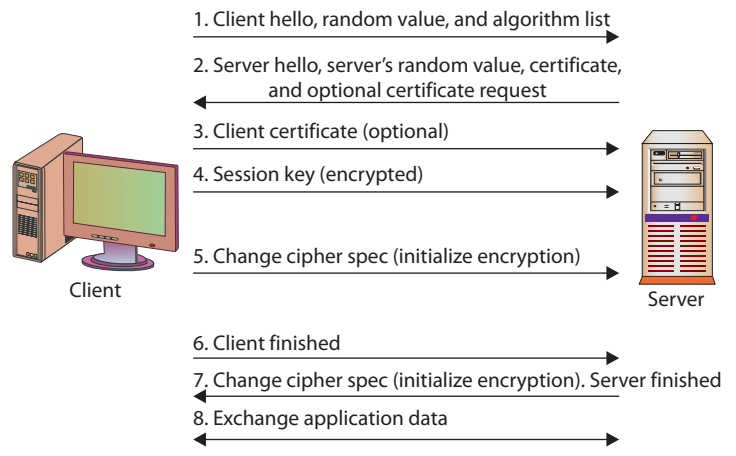 1. Client hello, random value, and algorithm list
2. Server hello, server’s random value, certificate,
and optional certificate request
3. Client certificate (optional)
4. Session key (encrypted)
5. Change cipher spec (initialize encryption)
Client
Server
6. Client finished
7. Change cipher spec (initialize encryption). Server finished
8. Exchange application data